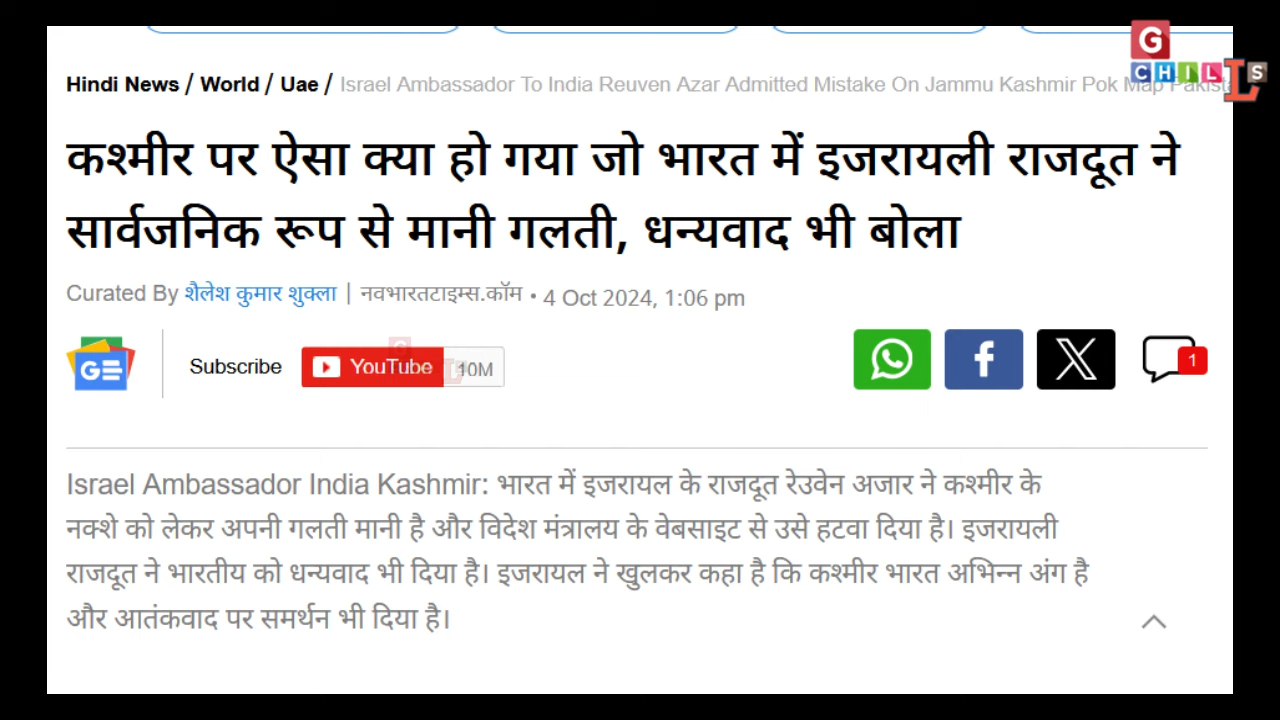 G
CHILLS
Hindi News / World / Uae / Israel Ambassador To India Reuven Azar Admitted Mistake On Jammu Kashmir Pok Map
कश्मीर पर ऐसा क्या हो गया जो भारत में इजरायली राजदूत ने
सार्वजनिक रूप से मानी गलती, धन्यवाद भी बोला
Curated By शैलेश कुमार शुक्ला | नवभारतटाइम्स.कॉम • 4 Oct 2024, 1:06 pm
Subscribe YouTube 10M
1
Israel Ambassador India Kashmir: भारत में इजरायल के राजदूत रेउवेन अजार ने कश्मीर के
नक्शे को लेकर अपनी गलती मानी है और विदेश मंत्रालय के वेबसाइट से उसे हटवा दिया है। इजरायली
राजदूत ने भारतीय को धन्यवाद भी दिया है। इजरायल ने खुलकर कहा है कि कश्मीर भारत अभिन्न अंग है
और आतंकवाद पर समर्थन भी दिया है।